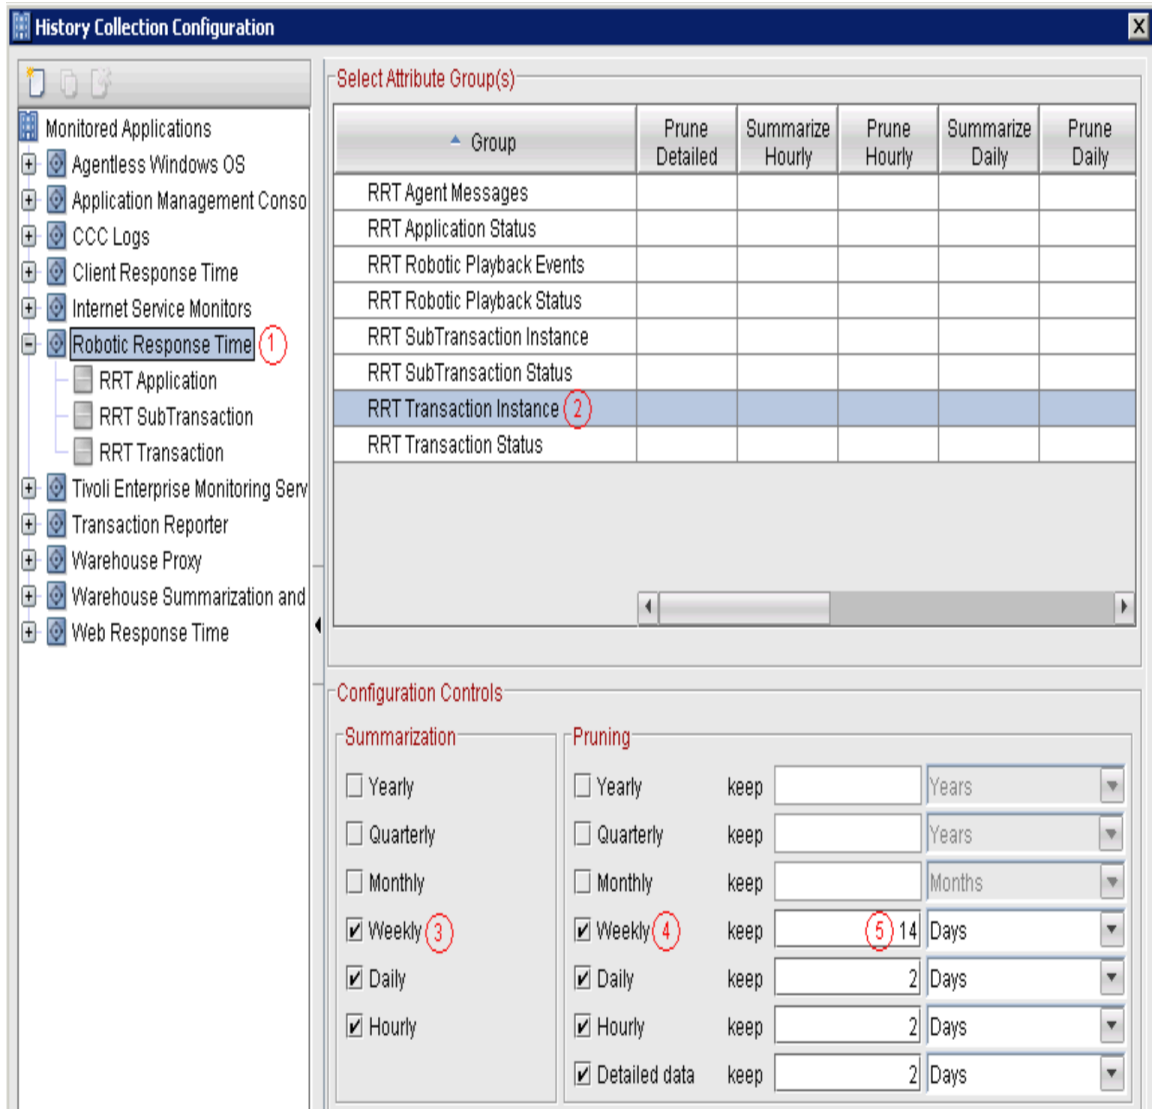 History Collection Configuration
Monitored Applications
Agentless Windows OS
Application Management Conso
CCC Logs
Client Response Time
Internet Service Monitors
Robotic Response Time 1
RRT Application
RRT SubTransaction
RRT Transaction
Tivoli Enterprise Monitoring Serv
Transaction Reporter
Warehouse Proxy
Warehouse Summarization and
Web Response Time
Select Attribute Group(s)
Group Prune Detailed Summarize Hourly Prune Hourly Summarize Daily Prune Daily
RRT Agent Messages
RRT Application Status
RRT Robotic Playback Events
RRT Robotic Playback Status
RRT SubTransaction Instance
RRT SubTransaction Status
RRT Transaction Instance 2
RRT Transaction Status
Configuration Controls
Summarization
Yearly
Quarterly
Monthly
Weekly 3
Daily
Hourly
Pruning
Yearly keep Years
Quarterly keep Years
Monthly keep Months
Weekly 4 keep 5 14 Days
Daily keep 2 Days
Hourly keep 2 Days
Detailed data keep 2 Days